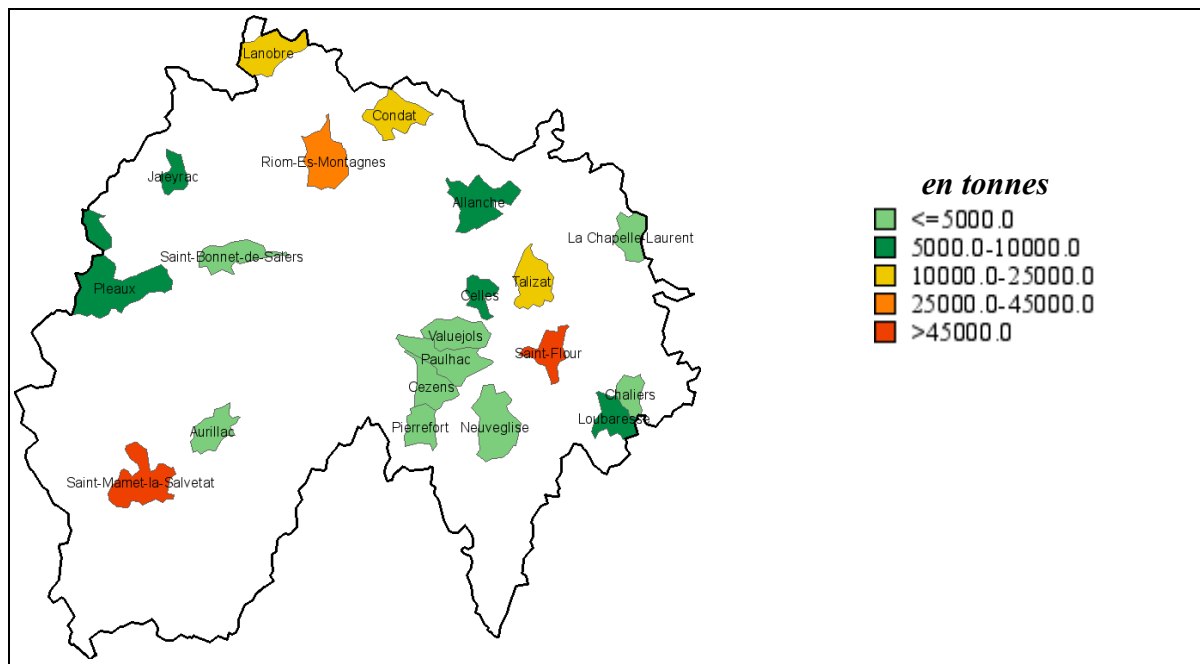 Lanobre
Condat
Riom-Es-Montagnes
Jaleyrac
Allanche
La Chapelle-Laurent
Saint-Bonnet-de-Salers
Talizat
Pleaux
Celles
Valuejols
Saint-Flour
Paulhac
Cezens
Chaliers
Loubaresse
Pierrefort
Neuveglise
Aurillac
Saint-Mamet-la-Salvetat
en tonnes
<=5000.0
5000.0-10000.0
10000.0-25000.0
25000.0-45000.0
>45000.0